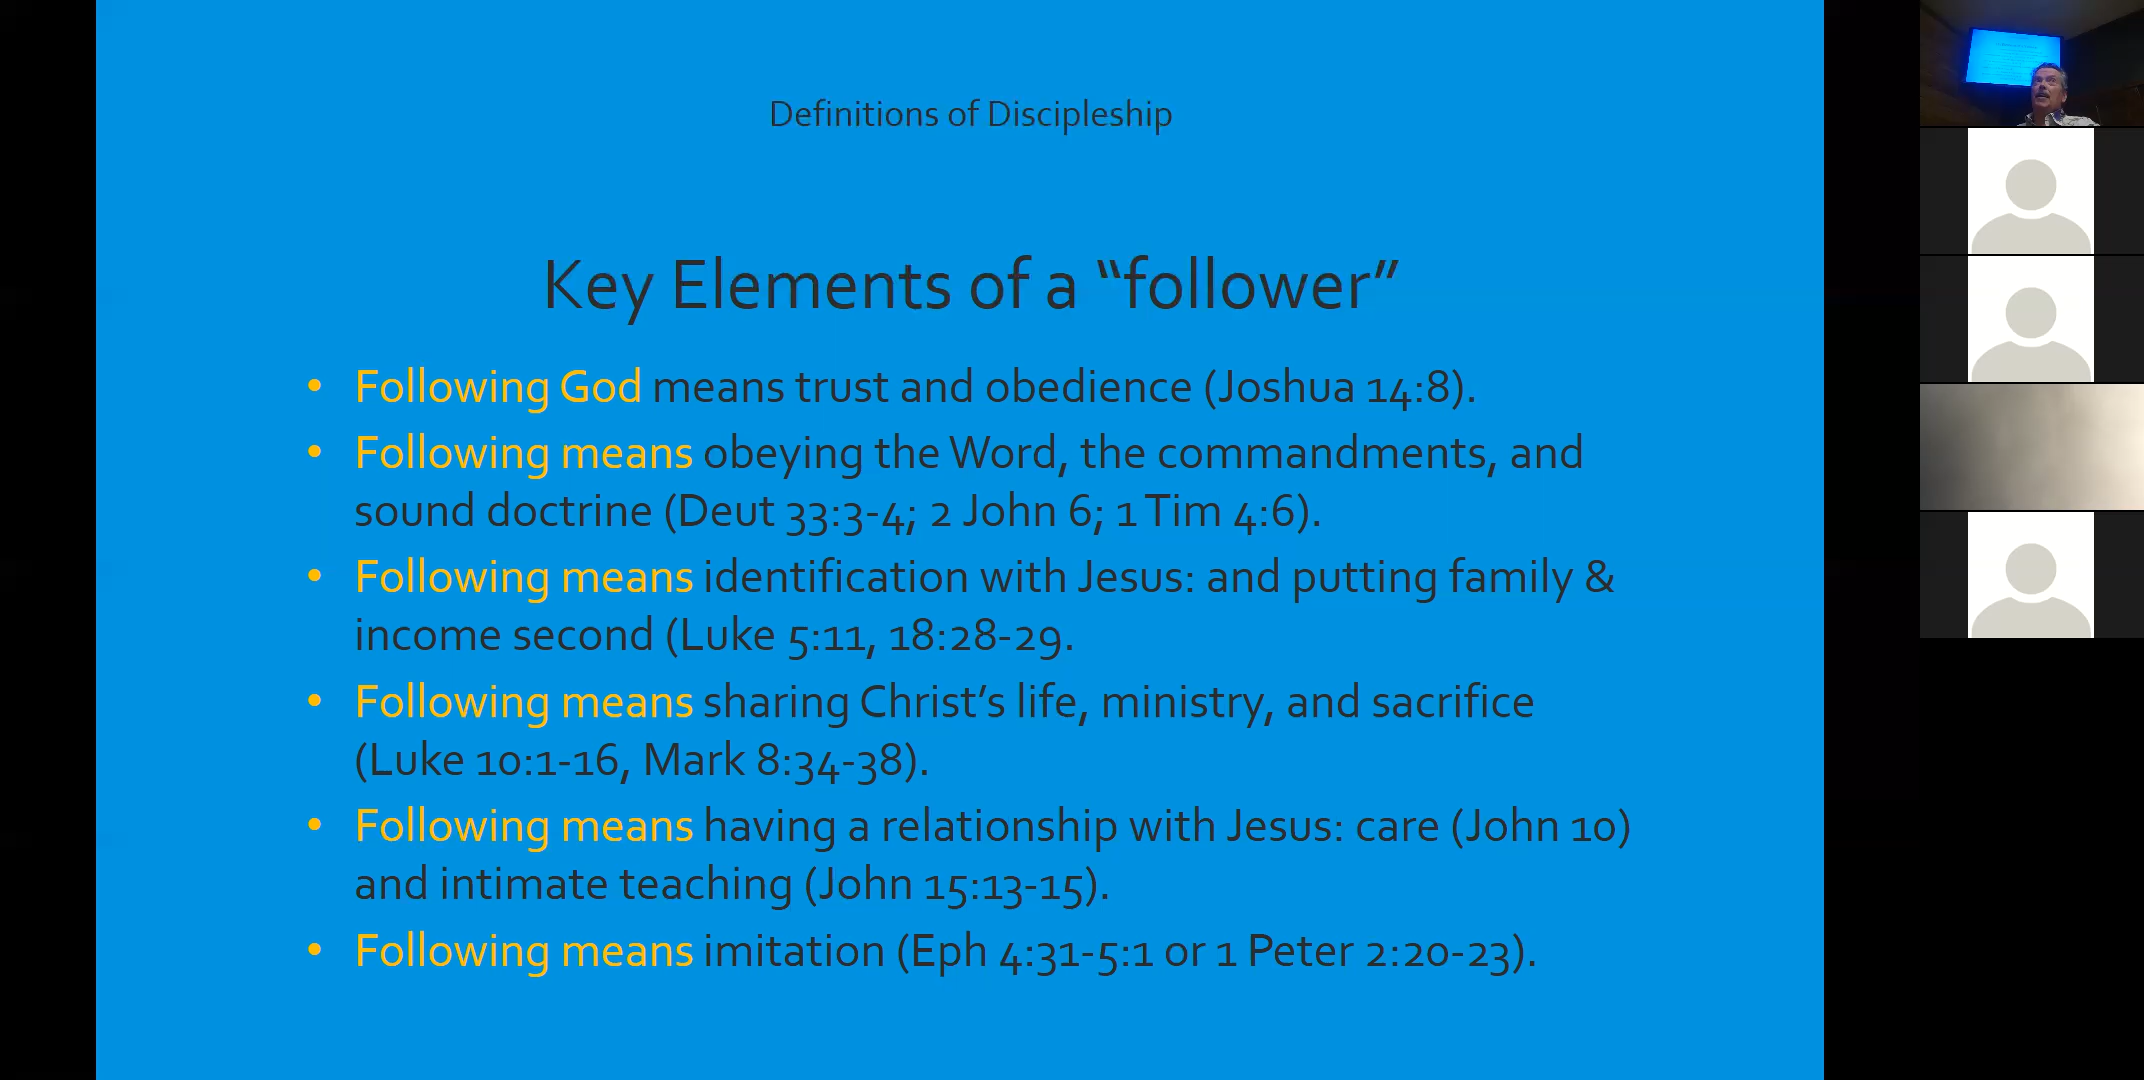 Definitions of Discipleship
Key Elements of a “follower”
• Following God means trust and obedience (Joshua 14:8).
• Following means obeying the Word, the commandments, and
sound doctrine (Deut 33:3-4; 2 John 6; 1 Tim 4:6).
• Following means identification with Jesus: and putting family &
income second (Luke 5:11, 18:28-29.
• Following means sharing Christ’s life, ministry, and sacrifice
(Luke 10:1-16, Mark 8:34-38).
• Following means having a relationship with Jesus: care (John 10)
and intimate teaching (John 15:13-15).
• Following means imitation (Eph 4:31-5:1 or 1 Peter 2:20-23).